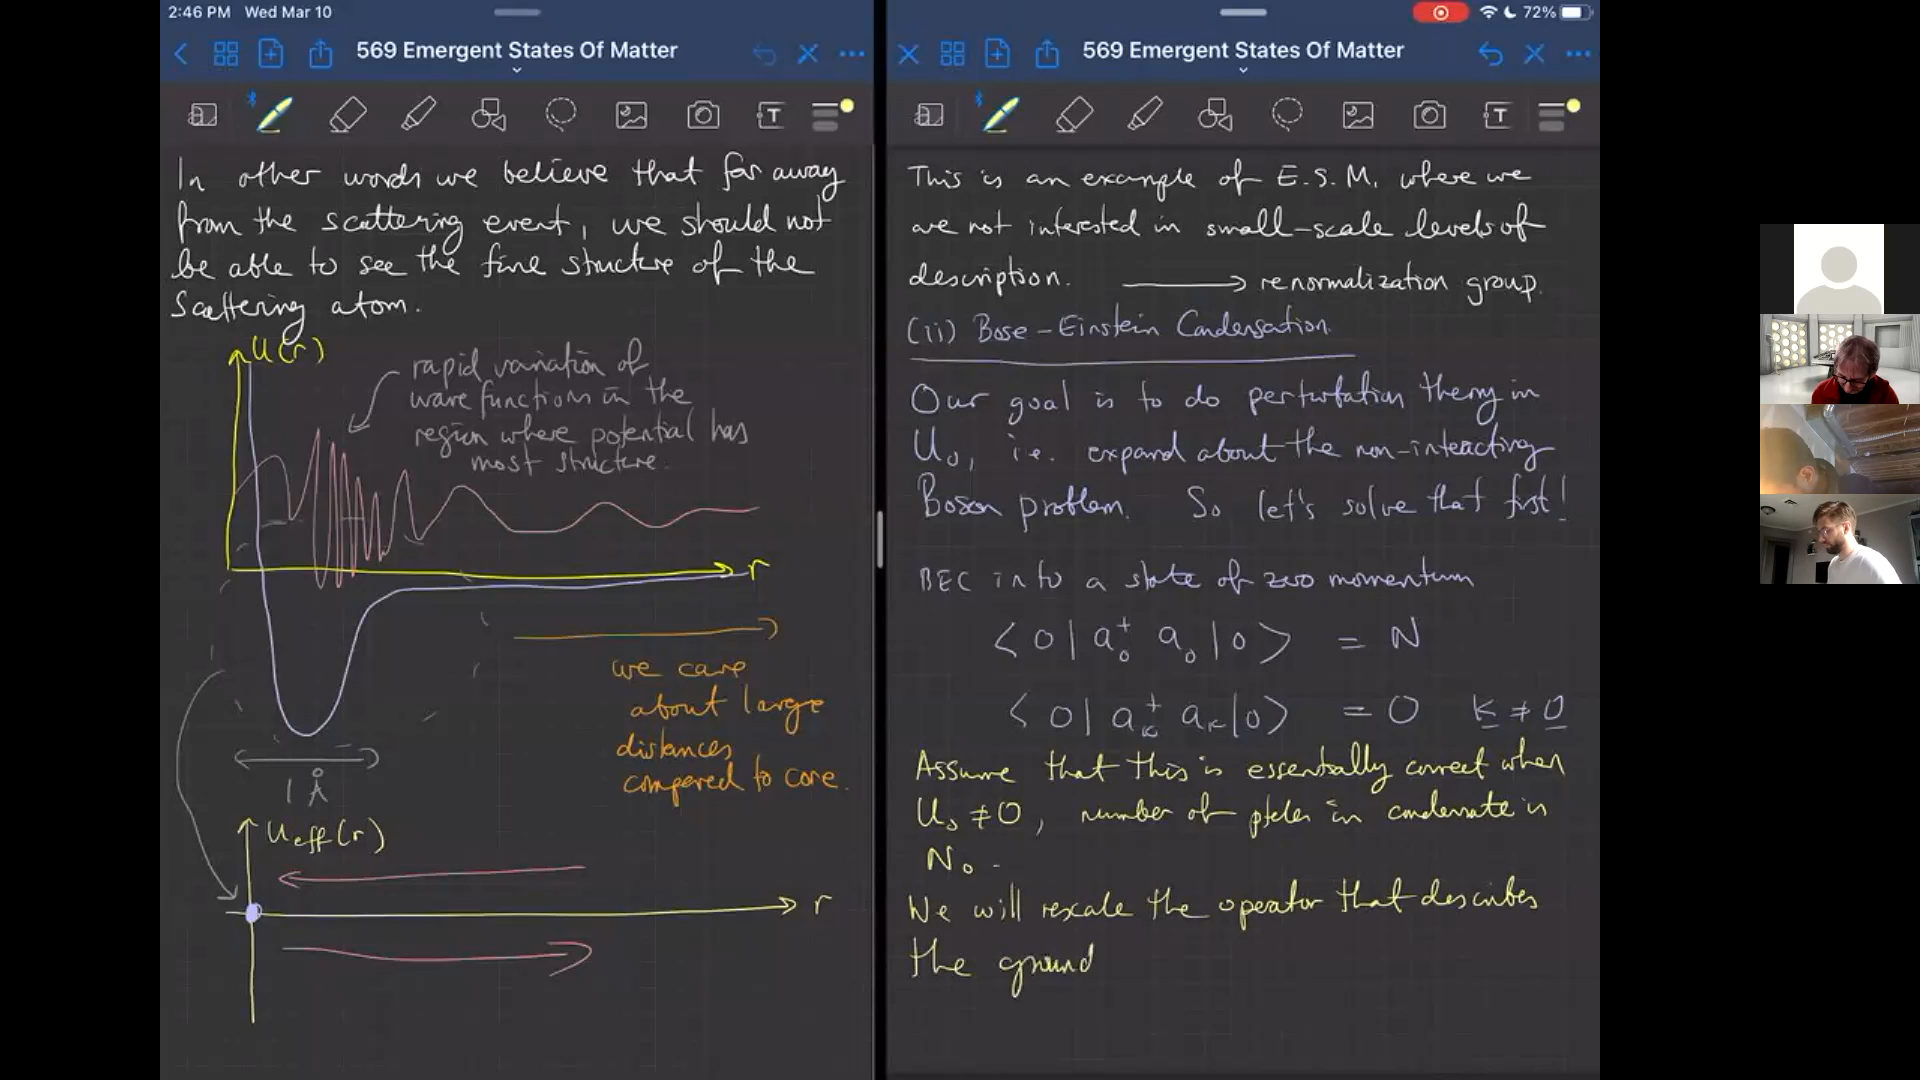 2:46 PM Wed Mar 10
72%
569 Emergent States Of Matter
In other words we believe that far away
from the scattering event, we should not
be able to see the fine structure of the
scattering atom.
U(r)
rapid variation of
wave functions in the
region where potential has
most structure.
r
we care
about large
distances
compared to core.
1 Å
Ueff(r)
r
569 Emergent States Of Matter
This is an example of E.S.M. where we
are not interested in small-scale levels of
description. ⟶ renormalization group.
(ii) Bose-Einstein Condensation
Our goal is to do perturbation theory in
U₀, i.e. expand about the non-interacting
Boson problem. So let's solve that first!
BEC into a state of zero momentum
⟨0| a₀⁺ a₀ |0⟩ = N
⟨0| a_k⁺ a_k |0⟩ = 0 k ≠ 0
Assume that this is essentially correct when
U₀ ≠ 0, number of ptcles in condensate is
N₀.
We will rescale the operator that describes
the ground